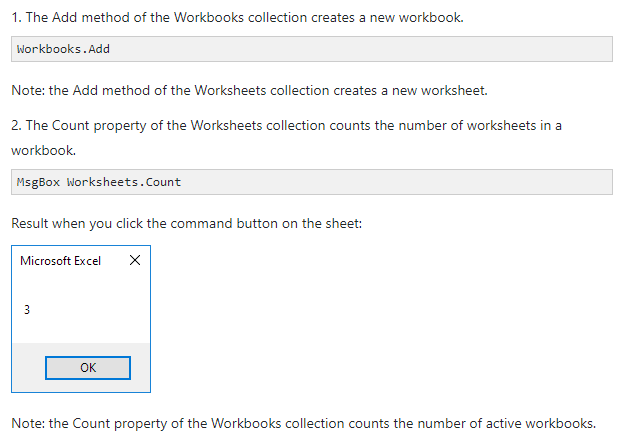 1. The Add method of the Workbooks collection creates a new workbook.
Workbooks.Add
Note: the Add method of the Worksheets collection creates a new worksheet.
2. The Count property of the Worksheets collection counts the number of worksheets in a
workbook.
MsgBox Worksheets.Count
Result when you click the command button on the sheet:
Microsoft Excel
3
OK
Note: the Count property of the Workbooks collection counts the number of active workbooks.